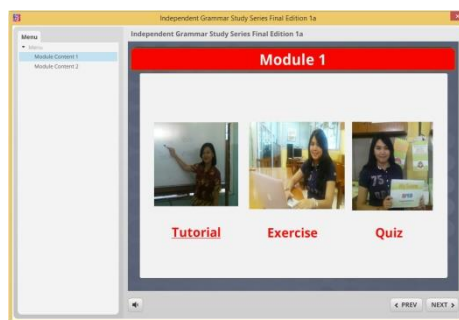 Independent Grammar Study Series Final Edition 1a
Menu
Independent Grammar Study Series Final Edition 1a
Menu
Module Content 1
Module Content 2
Module 1
Tutorial
Exercise
Quiz
75
< PREV
NEXT >